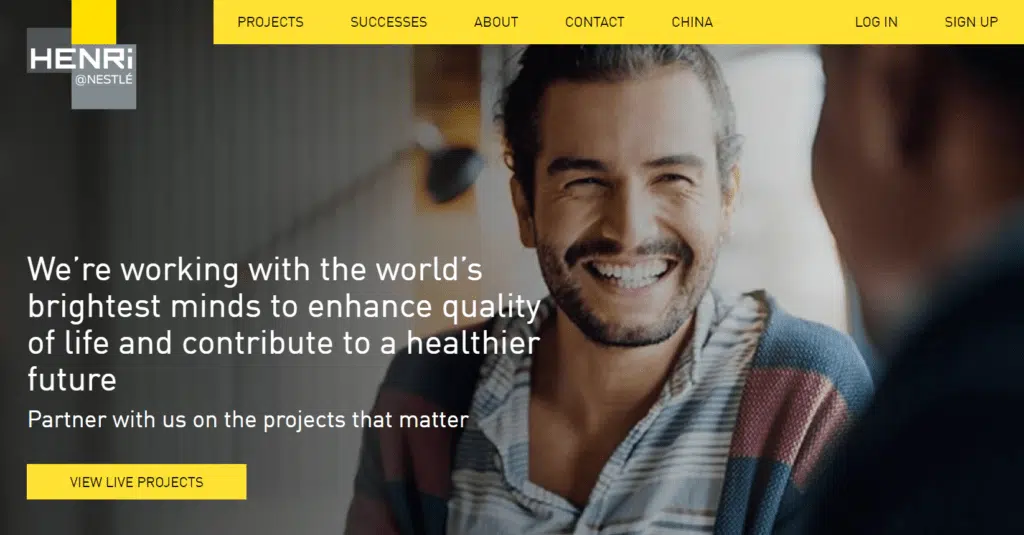 PROJECTS
SUCCESSES
ABOUT
CONTACT
CHINA
LOG IN
SIGN UP
HENRi
@NESTLÉ
We’re working with the world’s
brightest minds to enhance quality
of life and contribute to a healthier
future
Partner with us on the projects that matter
VIEW LIVE PROJECTS